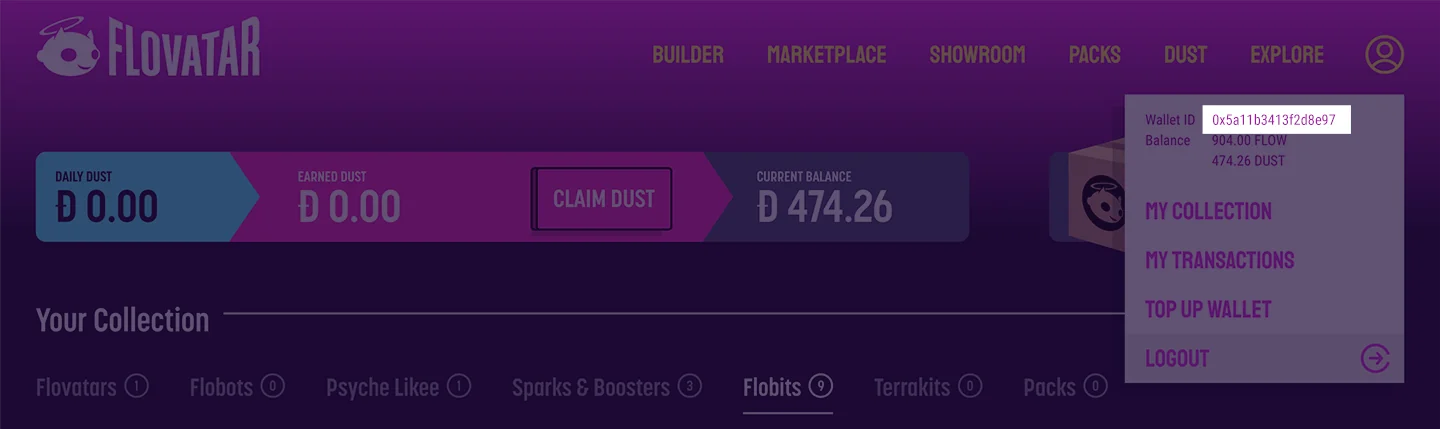 FLOVATAR
BUILDER MARKETPLACE SHOWROOM PACKS DUST EXPLORE
Wallet ID 0x5a11b3413f2d8e97
Balance 904.00 FLOW
474.26 DUST
MY COLLECTION
MY TRANSACTIONS
TOP UP WALLET
LOGOUT
DAILY DUST
Đ 0.00
EARNED DUST
Đ 0.00
CLAIM DUST
CURRENT BALANCE
Đ 474.26
Your Collection
Flovatars 1 Flobots 0 Psyche Likee 1 Sparks & Boosters 3 Flobits 9 Terrakits 0 Packs 0